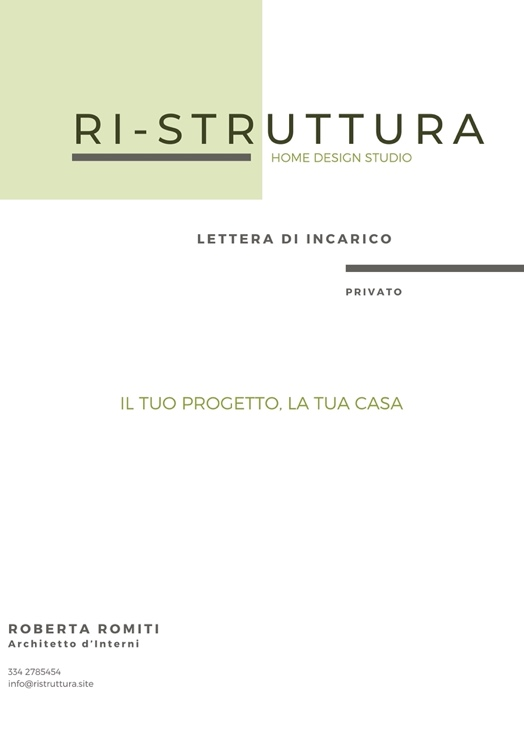 RI-STRUTTURA
HOME DESIGN STUDIO
LETTERA DI INCARICO
PRIVATO
IL TUO PROGETTO, LA TUA CASA
ROBERTA ROMITI
Architetto d'Interni
334 2785454
info@ristruttura.site